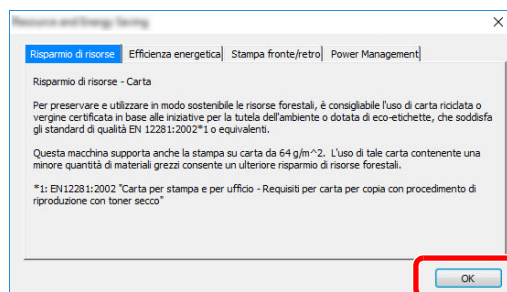 Risparmio di risorse Efficienza energetica Stampa fronte/retro Power Management
Risparmio di risorse - Carta
Per preservare e utilizzare in modo sostenibile le risorse forestali, è consigliabile l'uso di carta riciclata o
vergine certificata in base alle iniziative per la tutela dell'ambiente o dotata di eco-etichette, che soddisfa
gli standard di qualità EN 12281:2002*1 o equivalenti.
Questa macchina supporta anche la stampa su carta da 64 g/m^2. L'uso di tale carta contenente una
minore quantità di materiali grezzi consente un ulteriore risparmio di risorse forestali.
*1: EN12281:2002 "Carta per stampa e per ufficio - Requisiti per carta per copia con procedimento di
riproduzione con toner secco"
OK